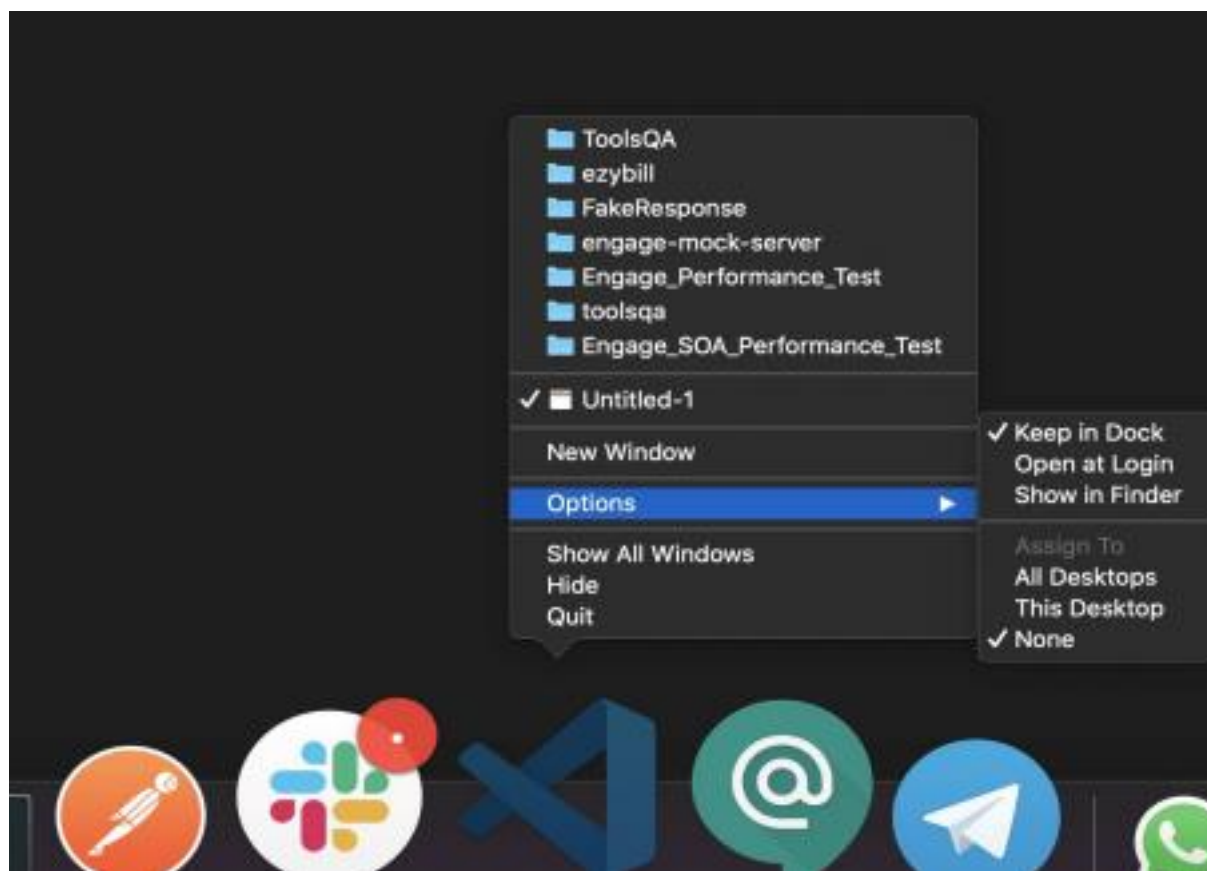 ToolsQA
ezybill
FakeResponse
engage-mock-server
Engage_Performance_Test
toolsqa
Engage_SOA_Performance_Test
✓ Untitled-1
New Window
Options
Show All Windows
Hide
Quit
✓ Keep in Dock
Open at Login
Show in Finder
Assign To
All Desktops
This Desktop
✓ None